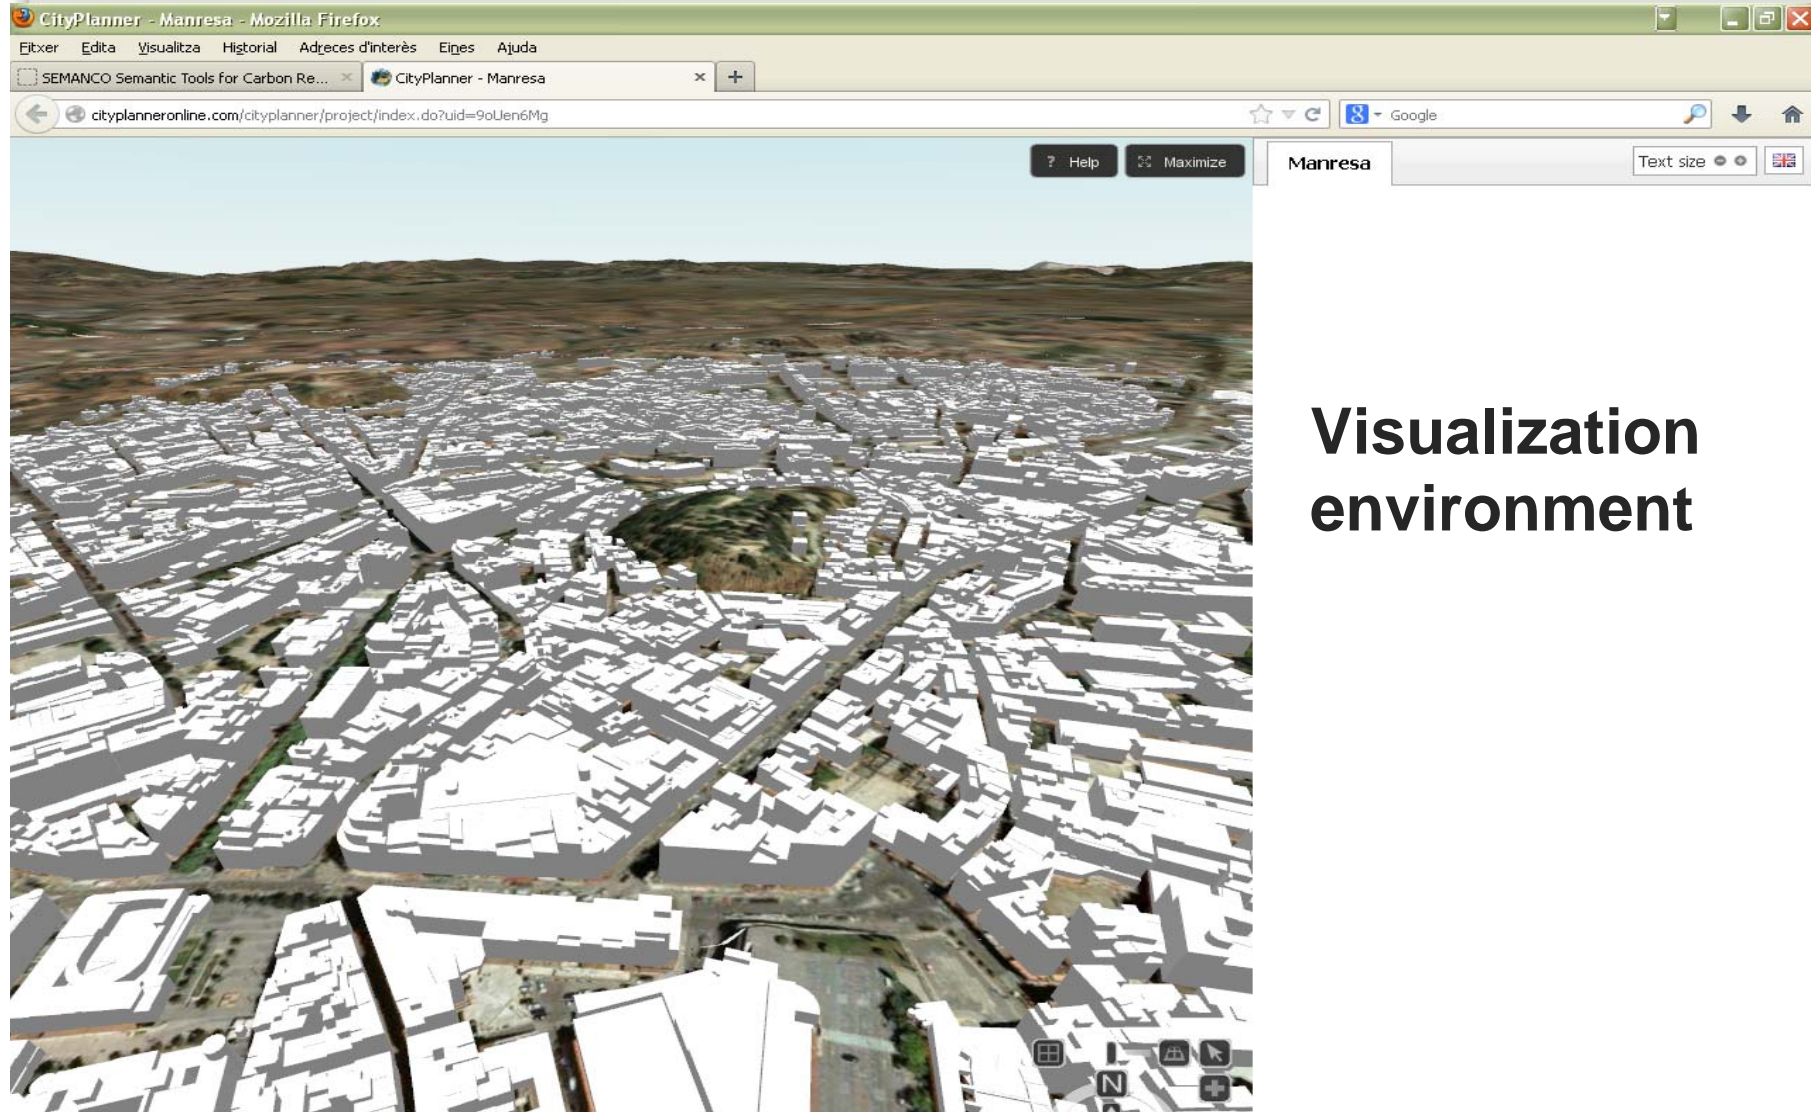 CityPlanner - Manresa - Mozilla Firefox
Fitxer Edita Visualitza Historial Adreces d'interès Eines Ajuda
SEMANCO Semantic Tools for Carbon Re... CityPlanner - Manresa
cityplanneronline.com/cityplanner/project/index.do?uid=9oUen6Mg Google
? Help Maximize Manresa Text size
Visualization
environment
N